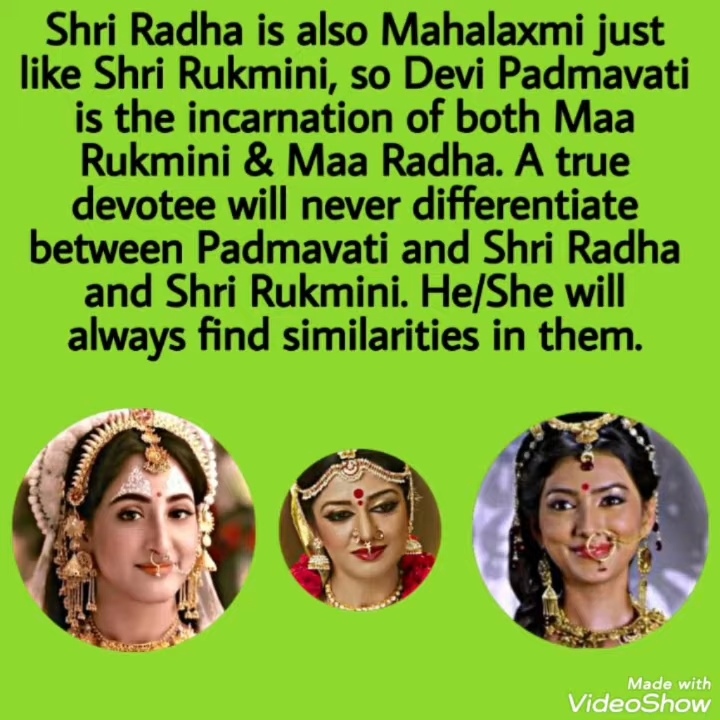 Shri Radha is also Mahalaxmi just
like Shri Rukmini, so Devi Padmavati
is the incarnation of both Maa
Rukmini & Maa Radha. A true
devotee will never differentiate
between Padmavati and Shri Radha
and Shri Rukmini. He/She will
always find similarities in them.
Made with
VideoShow